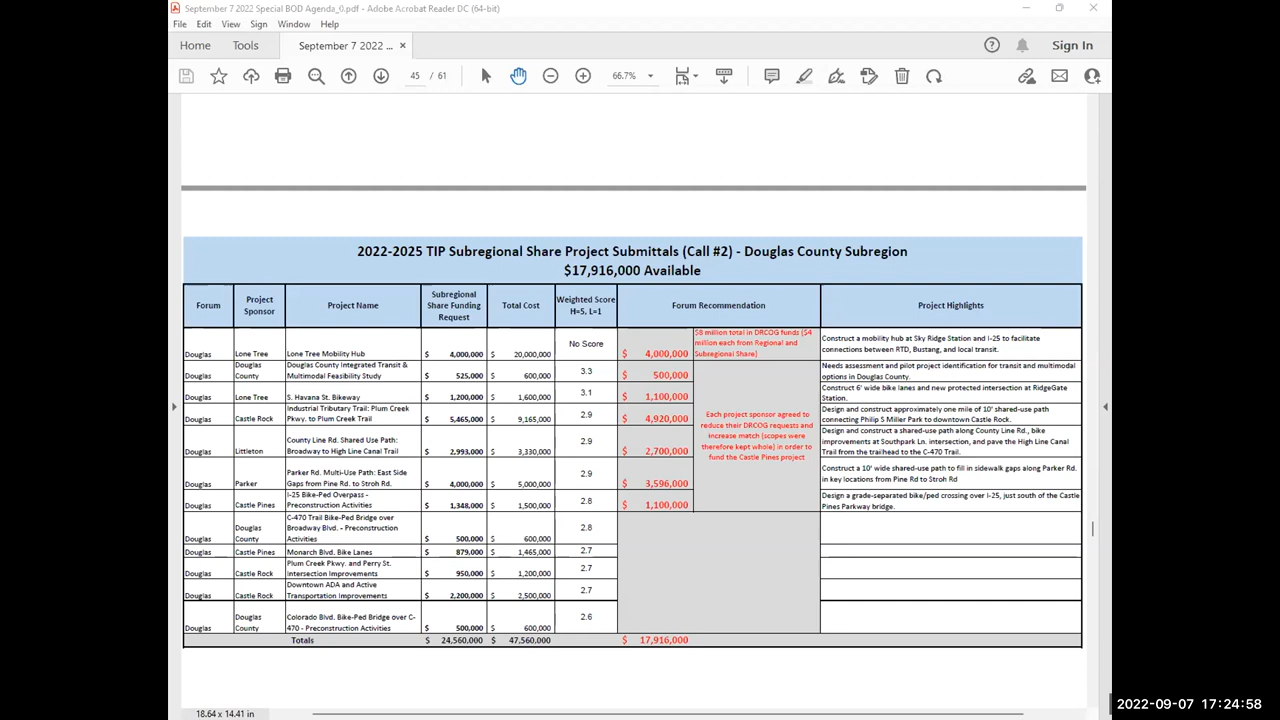 September 7 2022 Special BOD Agenda_0.pdf - Adobe Acrobat Reader DC (64-bit)
File Edit View Sign Window Help
Home Tools September 7 2022 ... × Sign In
45 / 61 66.7%
2022-2025 TIP Subregional Share Project Submittals (Call #2) - Douglas County Subregion
$17,916,000 Available
Forum Project Sponsor Project Name Subregional Share Funding Request Total Cost Weighted Score H=5, L=1 Forum Recommendation Project Highlights
Douglas Lone Tree Lone Tree Mobility Hub $ 4,000,000 $ 20,000,000 No Score $ 4,000,000 $8 million total in DRCOG funds ($4 million each from Regional and Subregional Share) Construct a mobility hub at Sky Ridge Station and I-25 to facilitate connections between RTD, Bustang, and local transit.
Douglas Douglas County Douglas County Integrated Transit & Multimodal Feasibility Study $ 525,000 $ 600,000 3.3 $ 500,000 Needs assessment and pilot project identification for transit and multimodal options in Douglas County.
Douglas Lone Tree S. Havana St. Bikeway $ 1,200,000 $ 1,600,000 3.1 $ 1,100,000 Construct 6' wide bike lanes and new protected intersection at RidgeGate Station.
Douglas Castle Rock Industrial Tributary Trail: Plum Creek Pkwy. to Plum Creek Trail $ 5,465,000 $ 9,165,000 2.9 $ 4,920,000 Design and construct approximately one mile of 10' shared-use path connecting Philip S Miller Park to downtown Castle Rock.
Each project sponsor agreed to reduce their DRCOG requests and increase match (scopes were therefore kept whole) in order to fund the Castle Pines project
Douglas Littleton County Line Rd. Shared Use Path: Broadway to High Line Canal Trail $ 2,993,000 $ 3,330,000 2.9 $ 2,700,000 Design and construct a shared-use path along County Line Rd., bike improvements at Southpark Ln. intersection, and pave the High Line Canal Trail from the trailhead to the C-470 Trail.
Douglas Parker Parker Rd. Multi-Use Path: East Side Gaps from Pine Rd. to Stroh Rd. $ 4,000,000 $ 5,000,000 2.9 $ 3,596,000 Construct a 10' wide shared-use path to fill in sidewalk gaps along Parker Rd. in key locations from Pine Rd to Stroh Rd
Douglas Castle Pines I-25 Bike-Ped Overpass - Preconstruction Activities $ 1,348,000 $ 1,500,000 2.8 $ 1,100,000 Design a grade-separated bike/ped crossing over I-25, just south of the Castle Pines Parkway bridge.
Douglas Douglas County C-470 Trail Bike-Ped Bridge over Broadway Blvd. - Preconstruction Activities $ 500,000 $ 600,000 2.8
Douglas Castle Pines Monarch Blvd. Bike Lanes $ 879,000 $ 1,465,000 2.7
Douglas Castle Rock Plum Creek Pkwy. and Perry St. Intersection Improvements $ 950,000 $ 1,200,000 2.7
Douglas Castle Rock Downtown ADA and Active Transportation Improvements $ 2,200,000 $ 2,500,000 2.7
Douglas Douglas County Colorado Blvd. Bike-Ped Bridge over C-470 - Preconstruction Activities $ 500,000 $ 600,000 2.6
Totals $ 24,560,000 $ 47,560,000 $ 17,916,000
18.64 x 14.41 in
2022-09-07 17:24:58